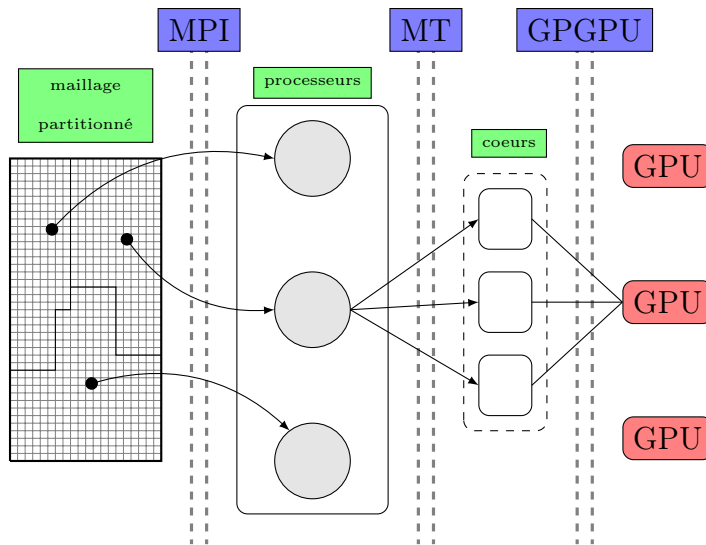 MPI
MT
GPGPU
maillage
partitionné
processeurs
coeurs
GPU
GPU
GPU